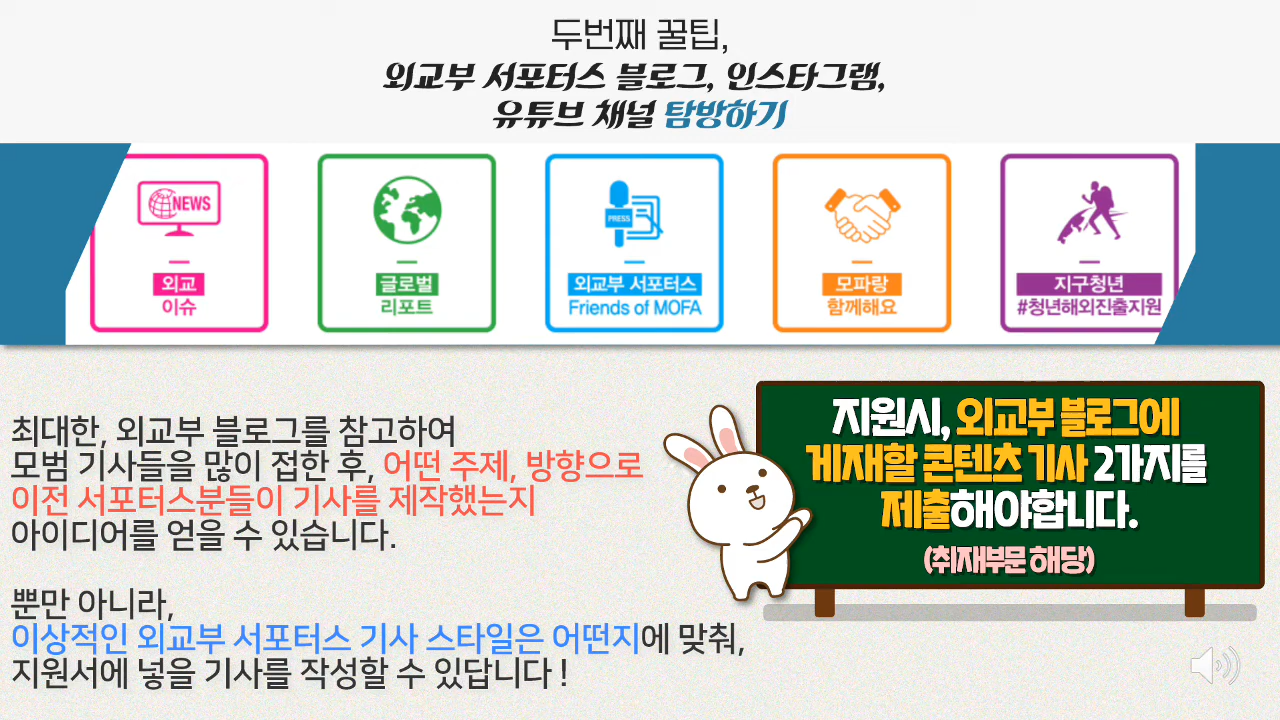 두번째 꿀팁,
외교부 서포터스 블로그, 인스타그램,
유튜브 채널 탐방하기
NEWS
외교
이슈
글로벌
리포트
PRESS
외교부 서포터스
Friends of MOFA
모파랑
함께해요
지구청년
#청년해외진출지원
최대한, 외교부 블로그를 참고하여
모범 기사들을 많이 접한 후, 어떤 주제, 방향으로
이전 서포터스분들이 기사를 제작했는지
아이디어를 얻을 수 있습니다.
뿐만 아니라,
이상적인 외교부 서포터스 기사 스타일은 어떤지에 맞춰,
지원서에 넣을 기사를 작성할 수 있답니다 !
지원시, 외교부 블로그에
게재할 콘텐츠 기사 2가지를
제출해야합니다.
(취재부문 해당)